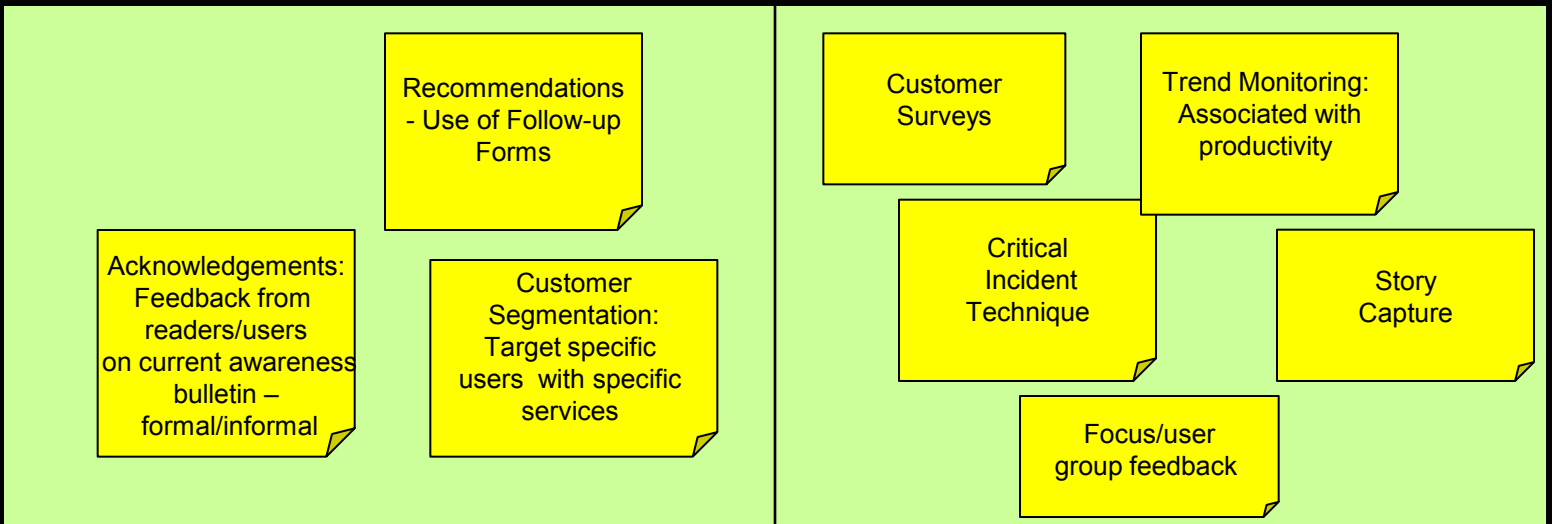 Recommendations
- Use of Follow-up
Forms
Acknowledgements:
Feedback from
readers/users
on current awareness
bulletin –
formal/informal
Customer
Segmentation:
Target specific
users with specific
services
Customer
Surveys
Trend Monitoring:
Associated with
productivity
Critical
Incident
Technique
Story
Capture
Focus/user
group feedback